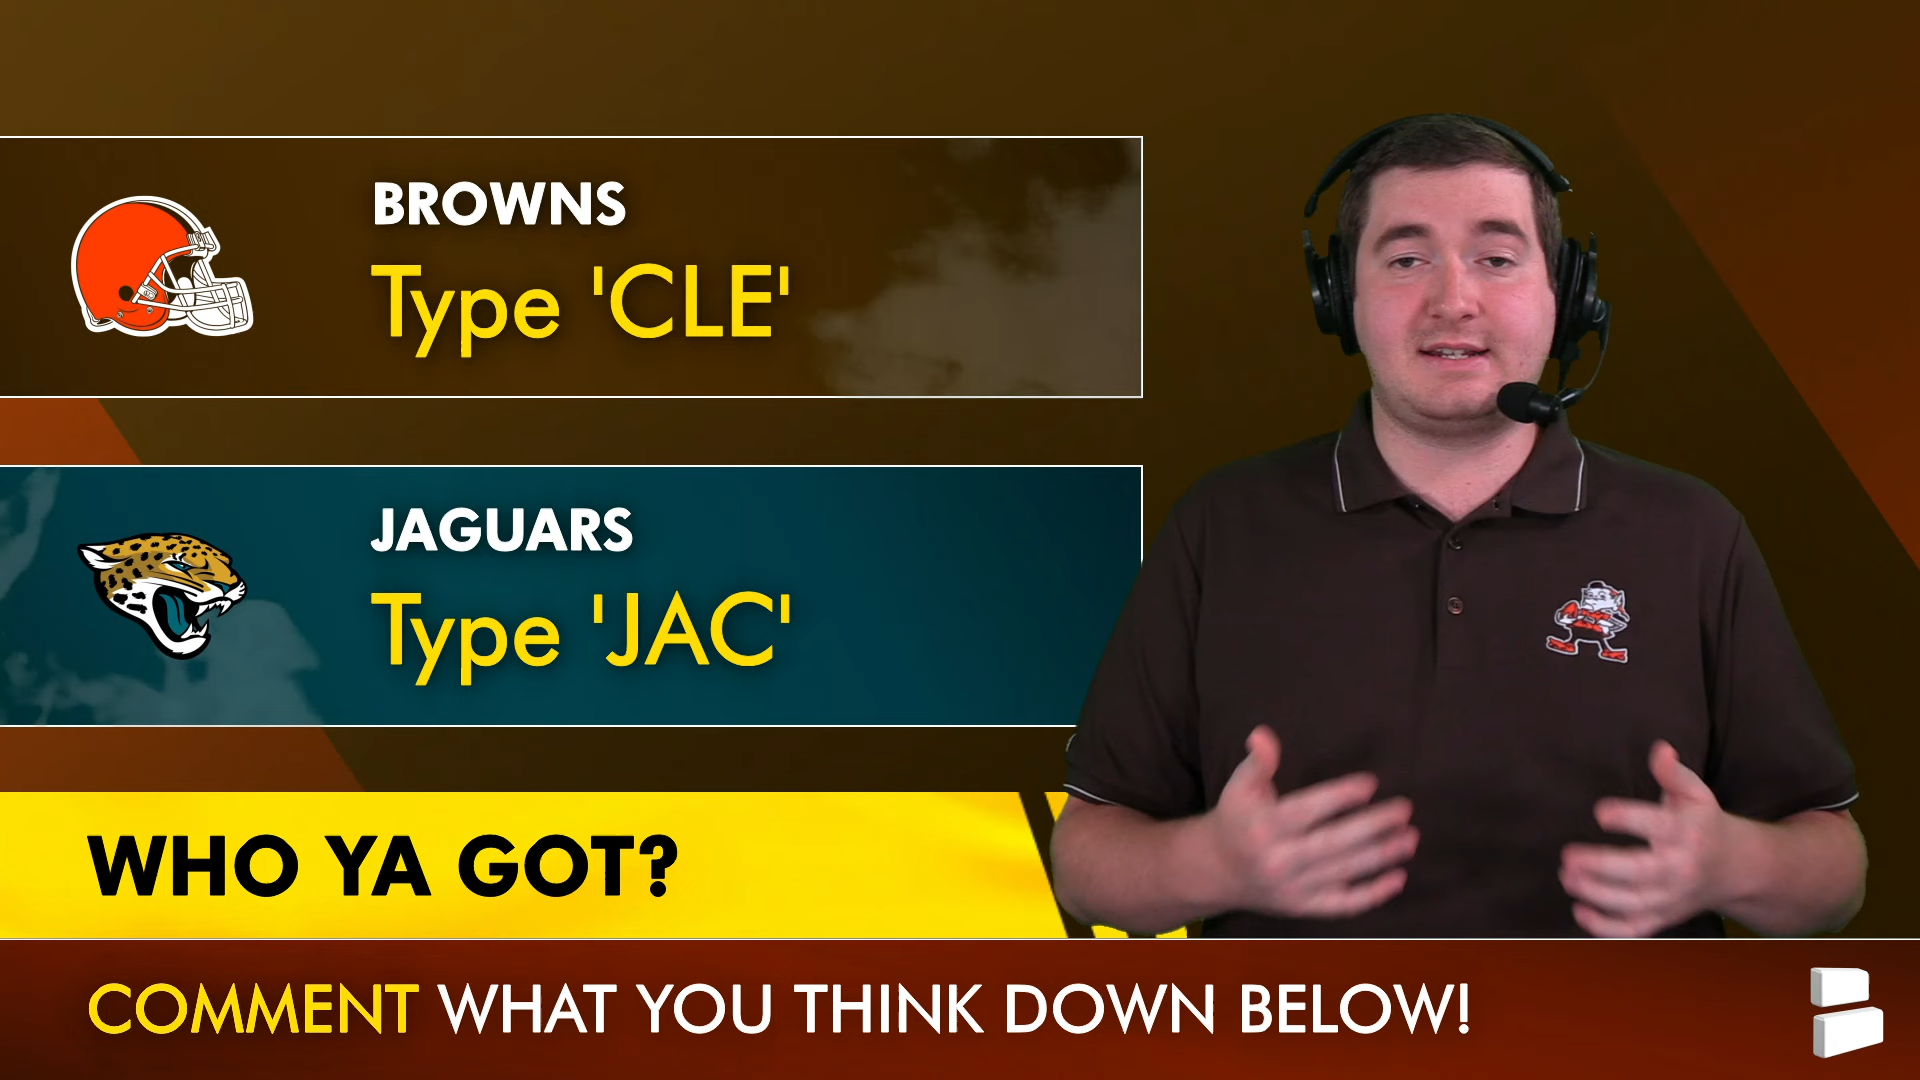 BROWNS
Type 'CLE'
JAGUARS
Type 'JAC'
WHO YA GOT?
COMMENT WHAT YOU THINK DOWN BELOW!